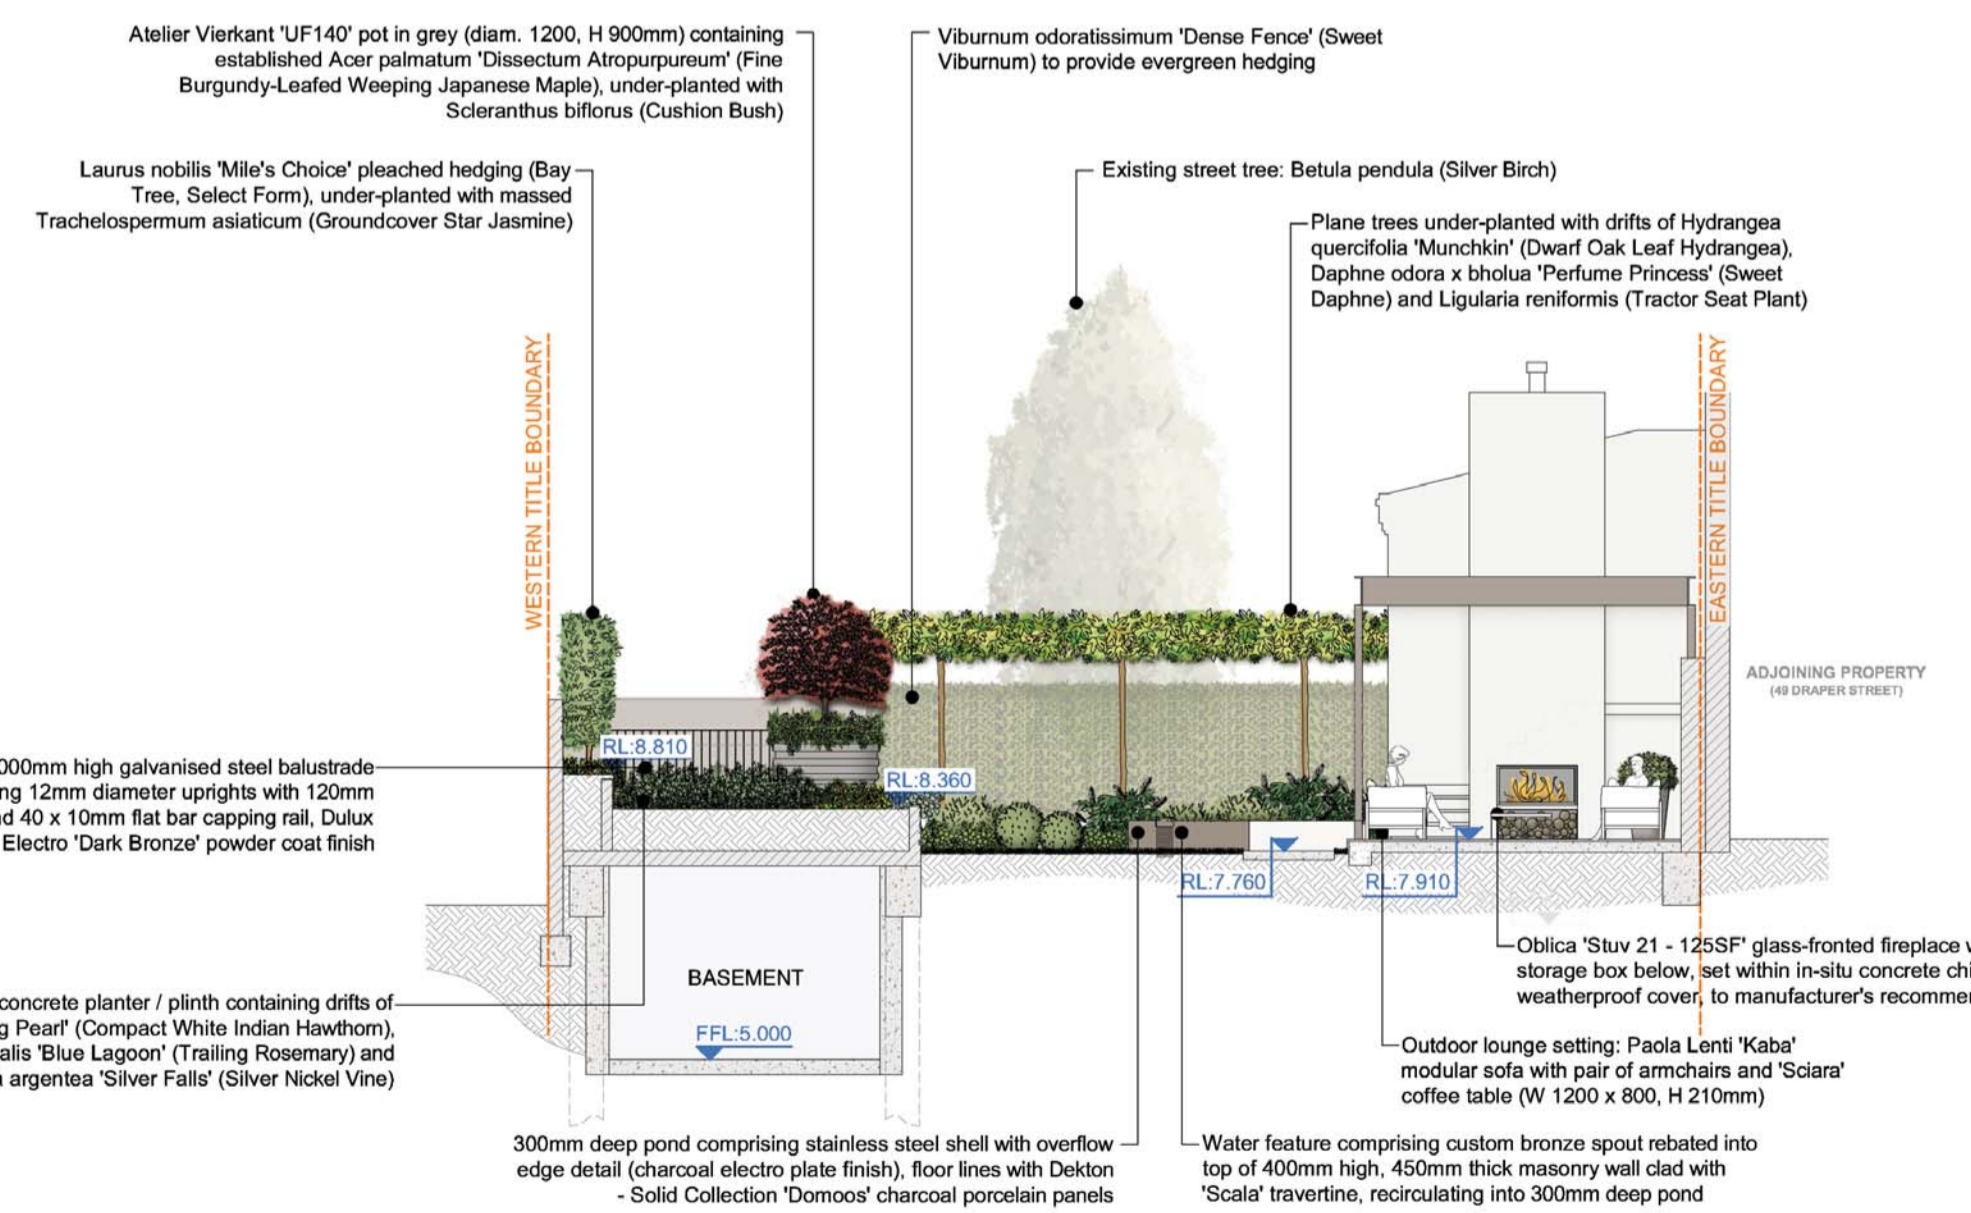 Atelier Vierkant 'UF140' pot in grey (diam. 1200, H 900mm) containing
established Acer palmatum 'Dissectum Atropurpureum' (Fine
Burgundy-Leafed Weeping Japanese Maple), under-planted with
Scleranthus biflorus (Cushion Bush)
Viburnum odoratissimum 'Dense Fence' (Sweet
Viburnum) to provide evergreen hedging
Laurus nobilis 'Mile's Choice' pleached hedging (Bay
Tree, Select Form), under-planted with massed
Trachelospermum asiaticum (Groundcover Star Jasmine)
Existing street tree: Betula pendula (Silver Birch)
Plane trees under-planted with drifts of Hydrangea
quercifolia 'Munchkin' (Dwarf Oak Leaf Hydrangea),
Daphne odora x bholua 'Perfume Princess' (Sweet
Daphne) and Ligularia reniformis (Tractor Seat Plant)
WESTERN TITLE BOUNDARY
EASTERN TITLE BOUNDARY
ADJOINING PROPERTY
(49 DRAPER STREET)
RL:8.810
RL:8.360
000mm high galvanised steel balustrade
ng 12mm diameter uprights with 120mm
d 40 x 10mm flat bar capping rail, Dulux
Electro 'Dark Bronze' powder coat finish
RL:7.760
RL:7.910
BASEMENT
FFL:5.000
concrete planter / plinth containing drifts of
g Pearl' (Compact White Indian Hawthorn),
alis 'Blue Lagoon' (Trailing Rosemary) and
argentea 'Silver Falls' (Silver Nickel Vine)
Oblica 'Stuv 21 - 125SF' glass-fronted fireplace w
storage box below, set within in-situ concrete chi
weatherproof cover, to manufacturer's recommen
Outdoor lounge setting: Paola Lenti 'Kaba'
modular sofa with pair of armchairs and 'Sciara'
coffee table (W 1200 x 800, H 210mm)
300mm deep pond comprising stainless steel shell with overflow
edge detail (charcoal electro plate finish), floor lines with Dekton
- Solid Collection 'Domoos' charcoal porcelain panels
Water feature comprising custom bronze spout rebated into
top of 400mm high, 450mm thick masonry wall clad with
'Scala' travertine, recirculating into 300mm deep pond